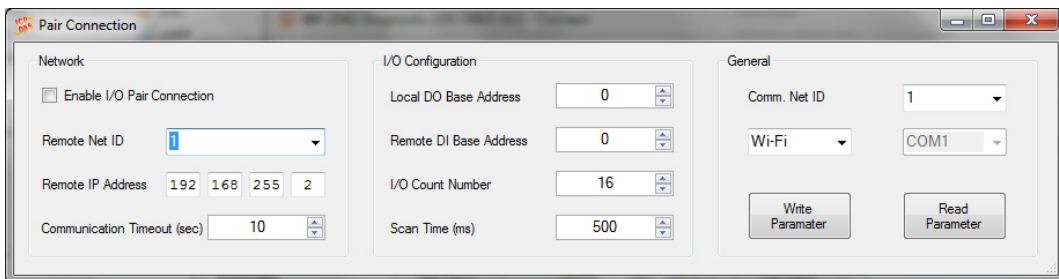 Pair Connection
Network
Enable I/O Pair Connection
Remote Net ID 1
Remote IP Address 192 168 255 2
Communication Timeout (sec) 10
I/O Configuration
Local DO Base Address 0
Remote DI Base Address 0
I/O Count Number 16
Scan Time (ms) 500
General
Comm. Net ID 1
Wi-Fi COM1
Write
Paramater
Read
Parameter